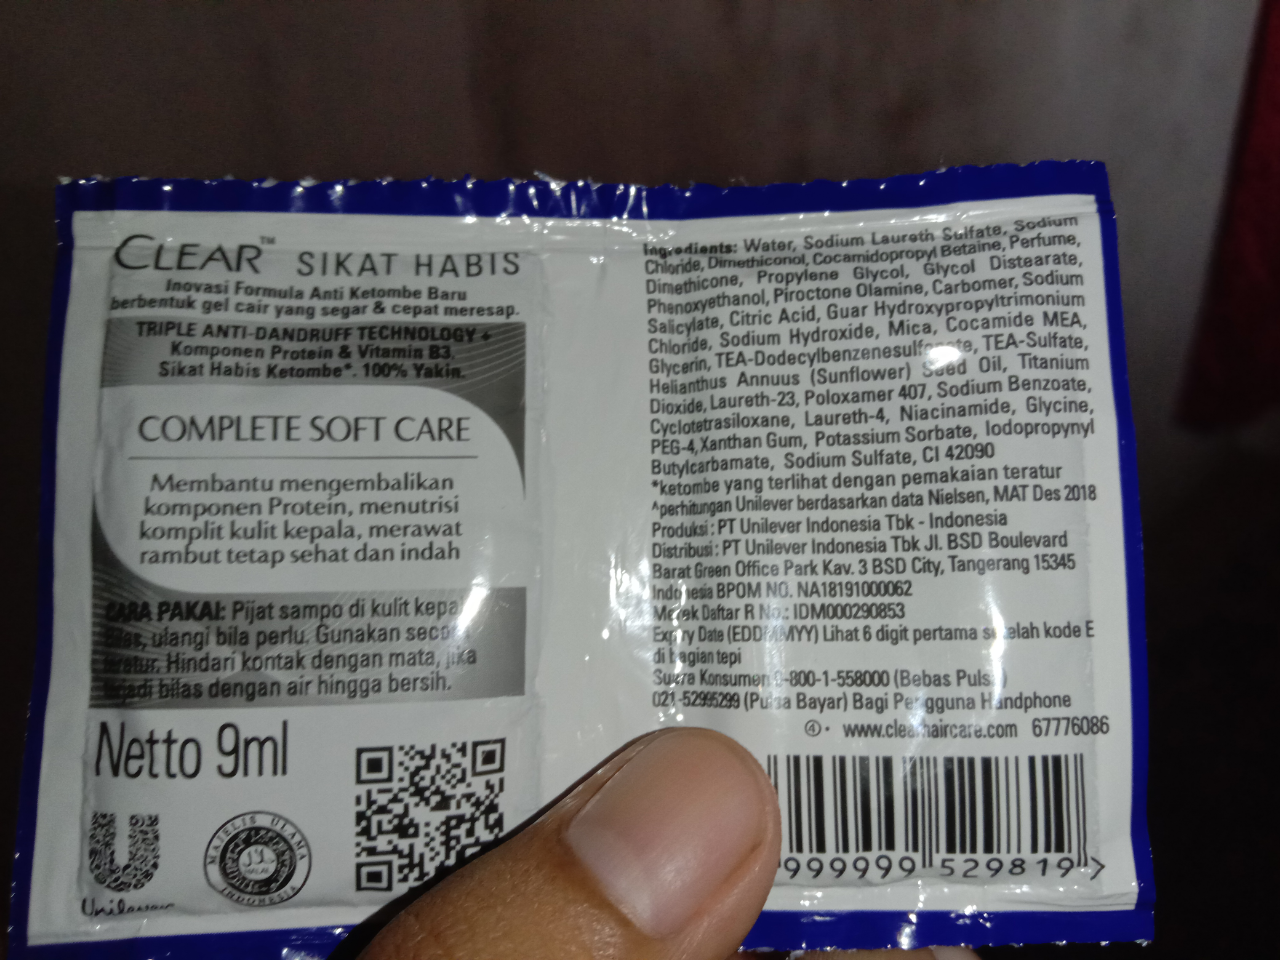 CLEAR™ SIKAT HABIS
Inovasi Formula Anti Ketombe Baru
berbentuk gel cair yang segar & cepat meresap.
TRIPLE ANTI-DANDRUFF TECHNOLOGY +
Komponen Protein & Vitamin B3.
Sikat Habis Ketombe*. 100% Yakin.
COMPLETE SOFT CARE
Membantu mengembalikan
komponen Protein, menutrisi
komplit kulit kepala, merawat
rambut tetap sehat dan indah
CARA PAKAI: Pijat sampo di kulit
ulangi bila perlu. Gunakan
Hindari kontak dengan mata, jika
bilas dengan air hingga bersih.
Netto 9ml
Unilever
MAJELIS ULAMA
INDONESIA
HALAL
Ingredients: Water, Sodium Laureth Sulfate, Sodium
Chloride, Dimethiconol, Cocamidopropyl Betaine, Perfume,
Dimethicone, Propylene Glycol, Glycol Distearate,
Phenoxyethanol, Piroctone Olamine, Carbomer, Sodium
Salicylate, Citric Acid, Guar Hydroxypropyltrimonium
Chloride, Sodium Hydroxide, Mica, Cocamide MEA,
Glycerin, TEA-Dodecylbenzenesulfonate, TEA-Sulfate,
Helianthus Annuus (Sunflower) Seed Oil, Titanium
Dioxide, Laureth-23, Poloxamer 407, Sodium Benzoate,
Cyclotetrasiloxane, Laureth-4, Niacinamide, Glycine,
PEG-4, Xanthan Gum, Potassium Sorbate, Iodopropynyl
Butylcarbamate, Sodium Sulfate, CI 42090
*ketombe yang terlihat dengan pemakaian teratur
^perhitungan Unilever berdasarkan data Nielsen, MAT Des 2018
Produksi : PT Unilever Indonesia Tbk - Indonesia
Distribusi : PT Unilever Indonesia Tbk Jl. BSD Boulevard
Barat Green Office Park Kav. 3 BSD City, Tangerang 15345
Indonesia BPOM NO. NA18191000062
Merek Daftar R No.: IDM000290853
Expiry Date (EDDMMYY) Lihat 6 digit pertama setelah kode E
di bagian tepi
Suara Konsumen 0-800-1-558000 (Bebas Pulsa)
021-52995299 (Pulsa Bayar) Bagi Pengguna Handphone
④· www.clearhaircare.com 67776086
999999 529819 >